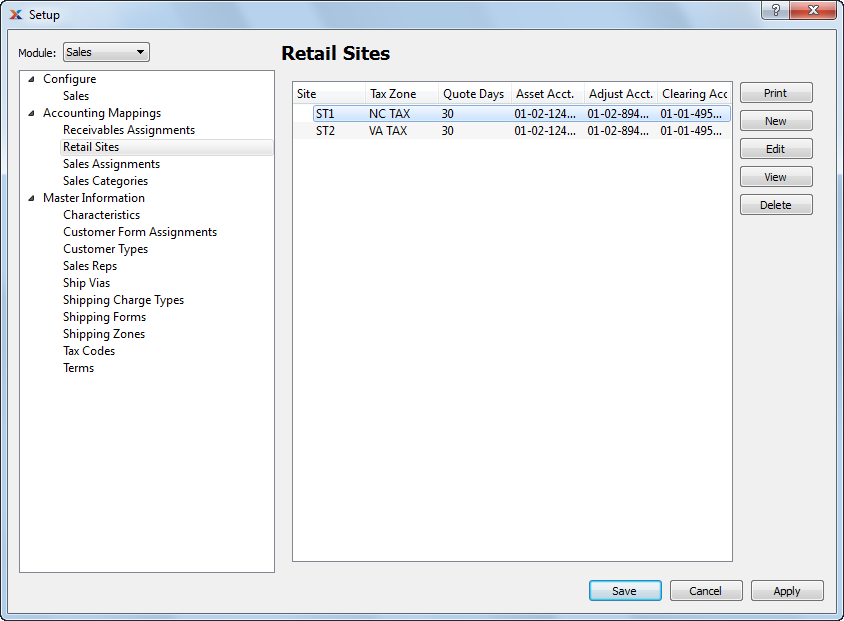 Setup
Module: Sales
Retail Sites
Configure
Sales
Accounting Mappings
Receivables Assignments
Retail Sites
Sales Assignments
Sales Categories
Master Information
Characteristics
Customer Form Assignments
Customer Types
Sales Reps
Ship Vias
Shipping Charge Types
Shipping Forms
Shipping Zones
Tax Codes
Terms
Site Tax Zone Quote Days Asset Acct. Adjust Acct. Clearing Acc
ST1 NC TAX 30 01-02-124... 01-02-894... 01-01-495...
ST2 VA TAX 30 01-02-124... 01-02-894... 01-01-495...
Print
New
Edit
View
Delete
Save Cancel Apply